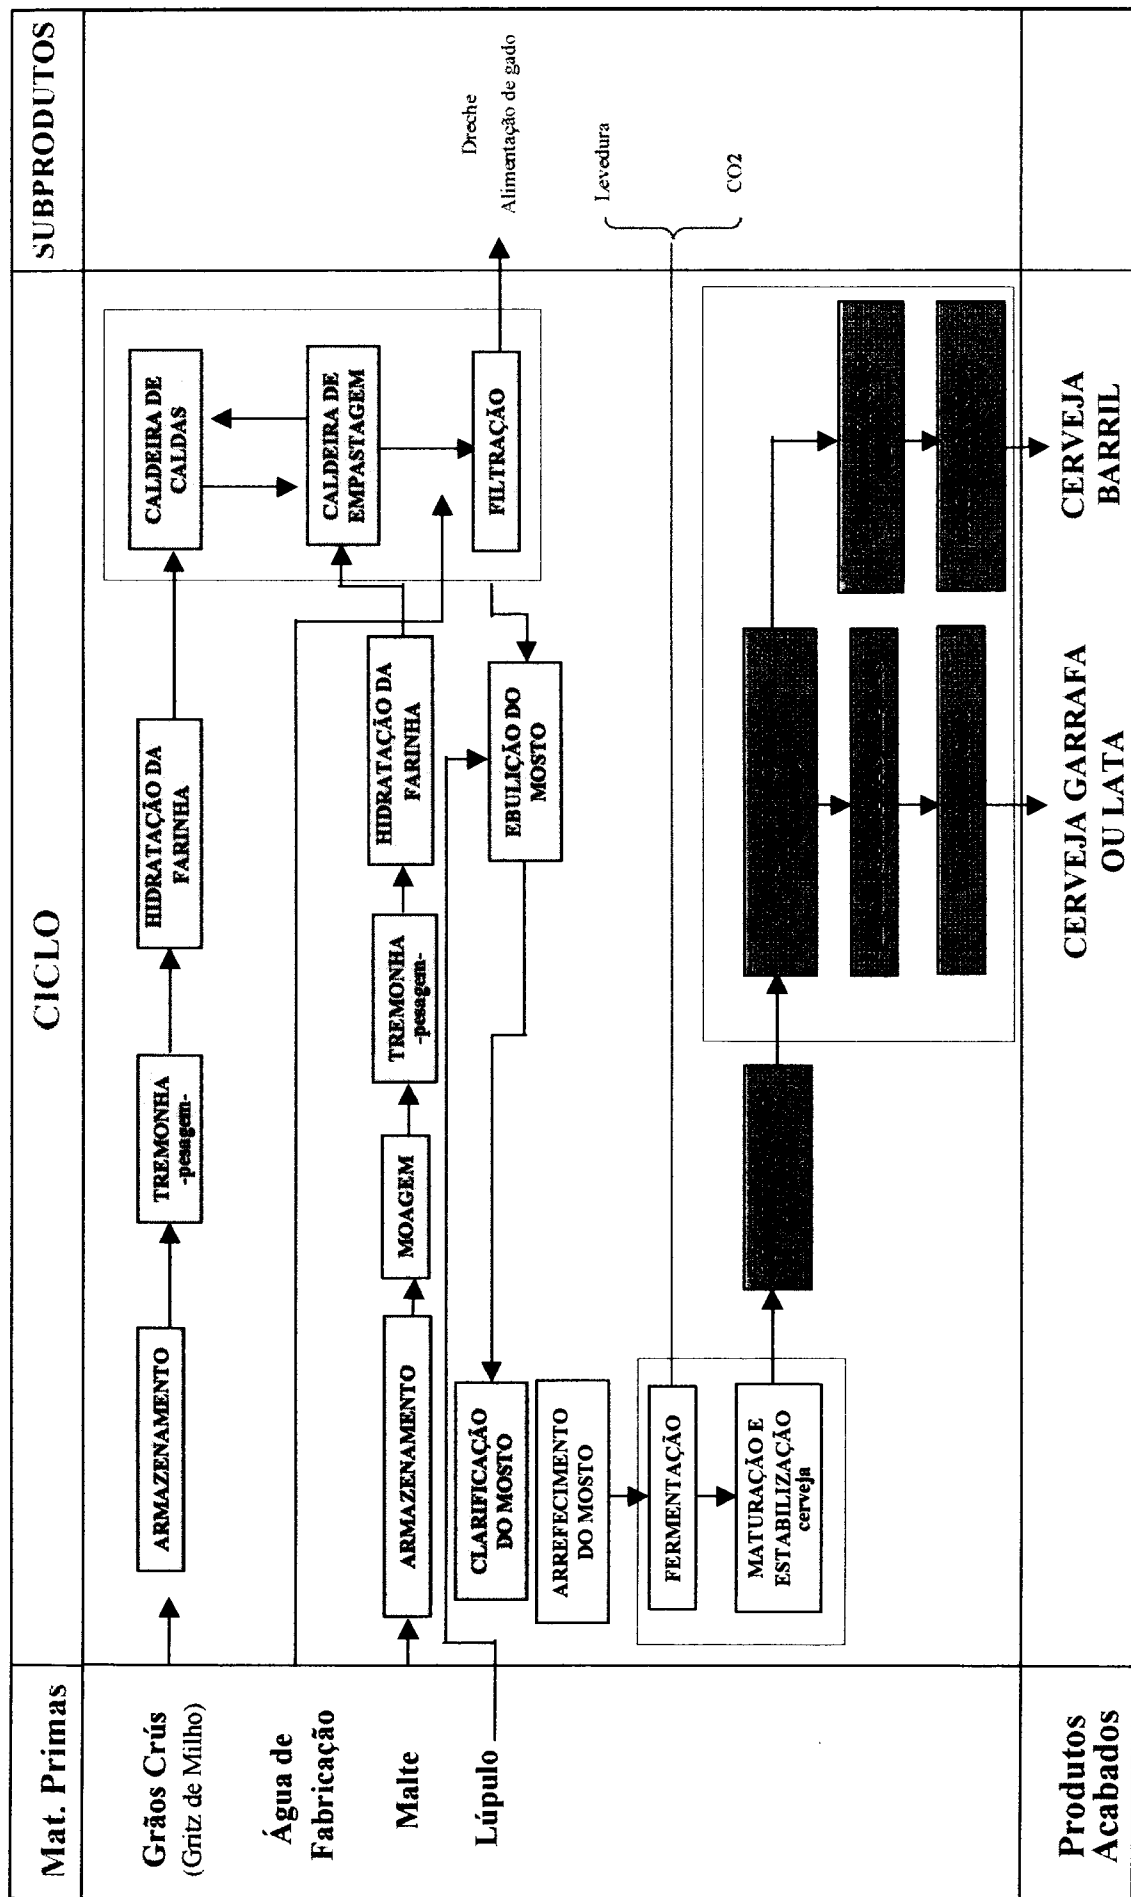 Mat. Primas
CICLO
SUBPRODUTOS
Grãos Crús
(Gritz de Milho)
ARMAZENAMENTO
TREMONHA
-pesagem-
HIDRATAÇÃO DA
FARINHA
CALDEIRA DE
CALDAS
Água de
Fabricação
Malte
ARMAZENAMENTO
MOAGEM
TREMONHA
-pesagem-
HIDRATAÇÃO DA
FARINHA
CALDEIRA DE
EMPASTAGEM
Lúpulo
FILTRAÇÃO
Dreche
Alimentação de gado
EBULIÇÃO DO
MOSTO
CLARIFICAÇÃO
DO MOSTO
ARREFECIMENTO
DO MOSTO
FERMENTAÇÃO
Levedura
CO2
MATURAÇÃO E
ESTABILIZAÇÃO
cerveja
Produtos
Acabados
CERVEJA GARRAFA
OU LATA
CERVEJA
BARRIL